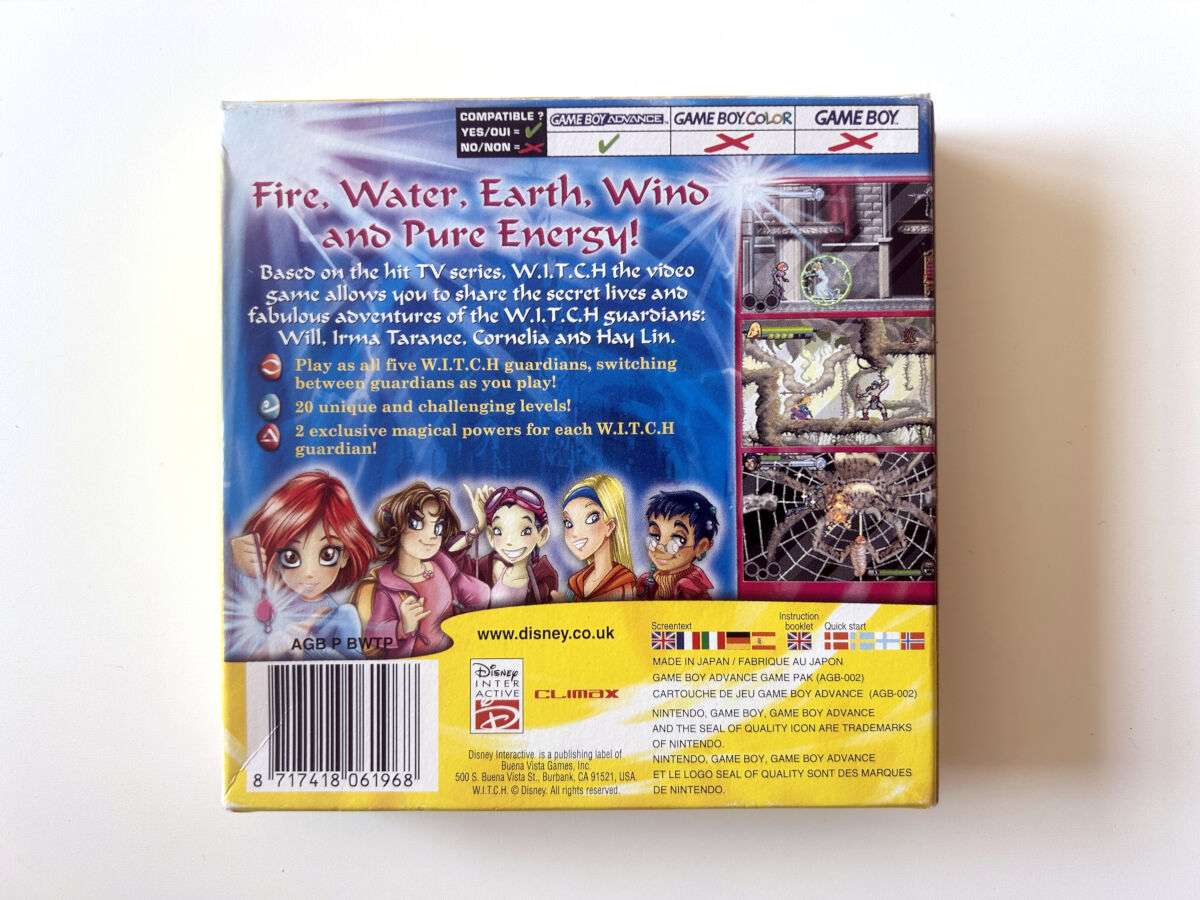 COMPATIBLE ?
YES/OUI = ✓
NO/NON = ✗
GAME BOY ADVANCE™
GAME BOY COLOR
GAME BOY™
Fire, Water, Earth, Wind
and Pure Energy!
Based on the hit TV series, W.I.T.C.H the video
game allows you to share the secret lives and
fabulous adventures of the W.I.T.C.H guardians:
Will, Irma Taranee, Cornelia and Hay Lin.
Play as all five W.I.T.C.H guardians, switching
between guardians as you play!
20 unique and challenging levels!
2 exclusive magical powers for each W.I.T.C.H
guardian!
AGB P BWTP
www.disney.co.uk
Screentext
Instruction
booklet
Quick start
MADE IN JAPAN / FABRIQUE AU JAPON
GAME BOY ADVANCE GAME PAK (AGB-002)
CARTOUCHE DE JEU GAME BOY ADVANCE (AGB-002)
NINTENDO, GAME BOY, GAME BOY ADVANCE
AND THE SEAL OF QUALITY ICON ARE TRADEMARKS
OF NINTENDO.
NINTENDO, GAME BOY, GAME BOY ADVANCE
ET LE LOGO SEAL OF QUALITY SONT DES MARQUES
DE NINTENDO.
Disney
INTER
ACTIVE
CLIMAX
Disney Interactive is a publishing label of
Buena Vista Games, Inc.
500 S. Buena Vista St., Burbank, CA 91521, USA.
W.I.T.C.H. © Disney. All rights reserved.
8 717418 061968